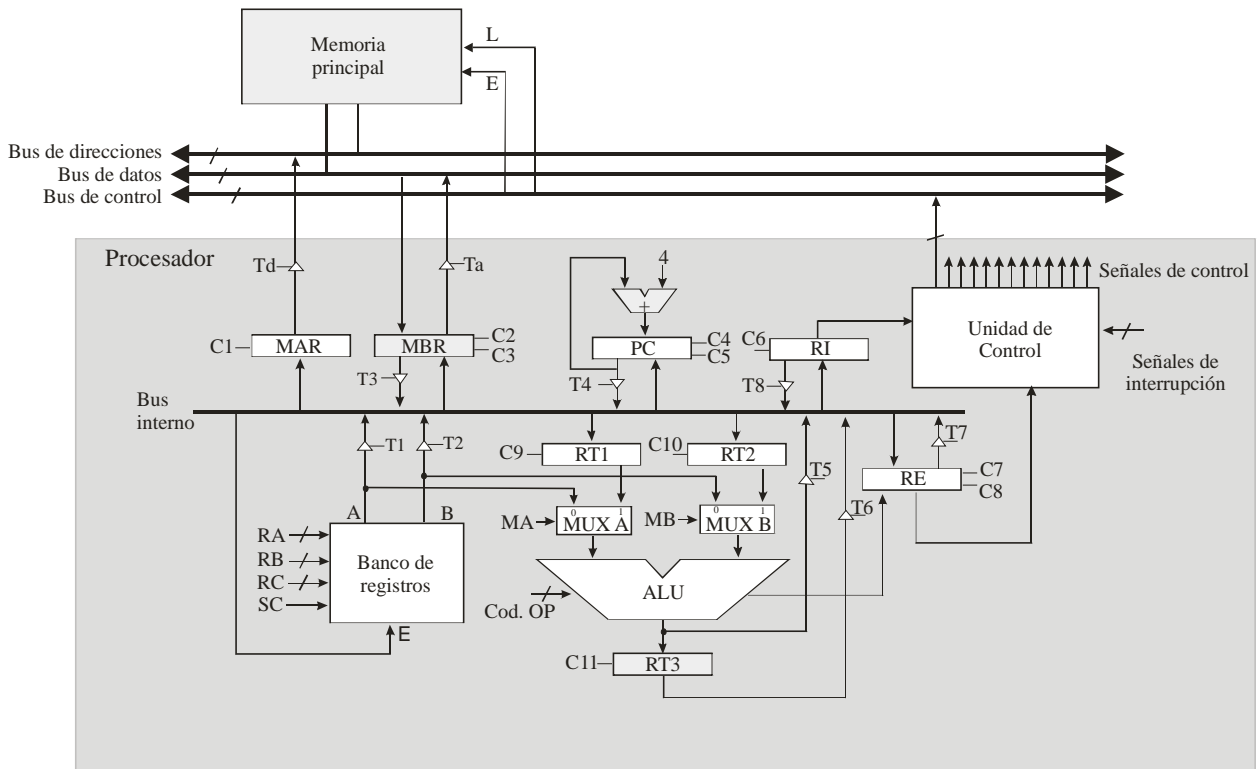 Memoria
principal
L
E
Bus de direcciones
Bus de datos
Bus de control
Procesador
Td
Ta
4
+
Señales de control
Unidad de
Control
Señales de
interrupción
C1
MAR
MBR
C2
C3
PC
C4
C5
C6
RI
T3
T4
T8
Bus
interno
T1
T2
C9
RT1
C10
RT2
T5
T7
RE
C7
C8
T6
A
B
MA
0
1
MUX A
MB
0
1
MUX B
RA
RB
RC
SC
Banco de
registros
E
Cod. OP
ALU
C11
RT3